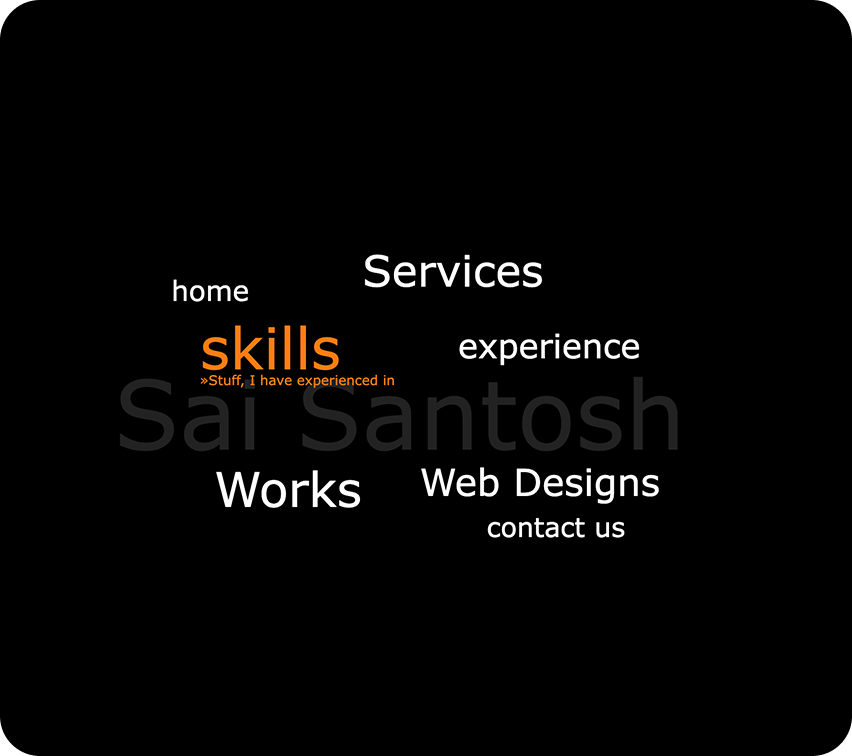 Services
home
skills
experience
»Stuff, I have experienced in
Sai Santosh
Works
Web Designs
contact us